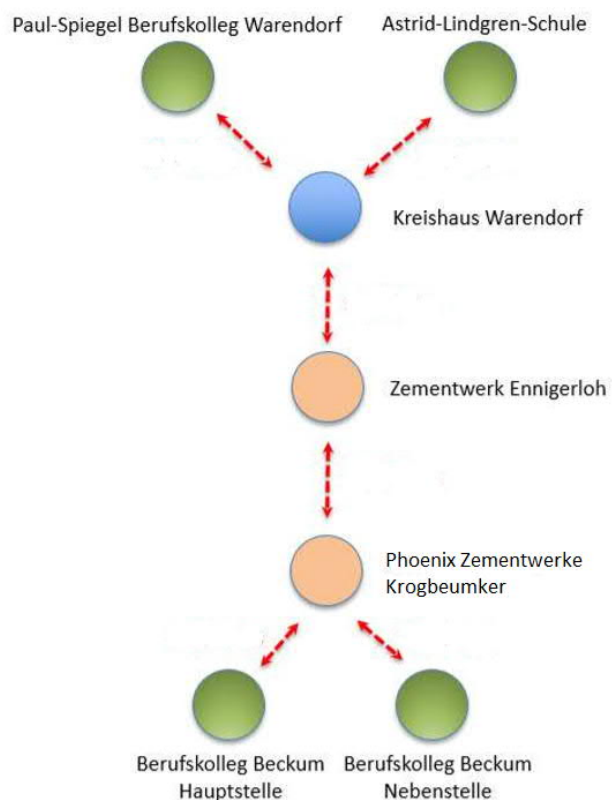 Paul-Spiegel Berufskolleg Warendorf
Astrid-Lindgren-Schule
Kreishaus Warendorf
Zementwerk Ennigerloh
Phoenix Zementwerke
Krogbeumker
Berufskolleg Beckum
Hauptstelle
Berufskolleg Beckum
Nebenstelle